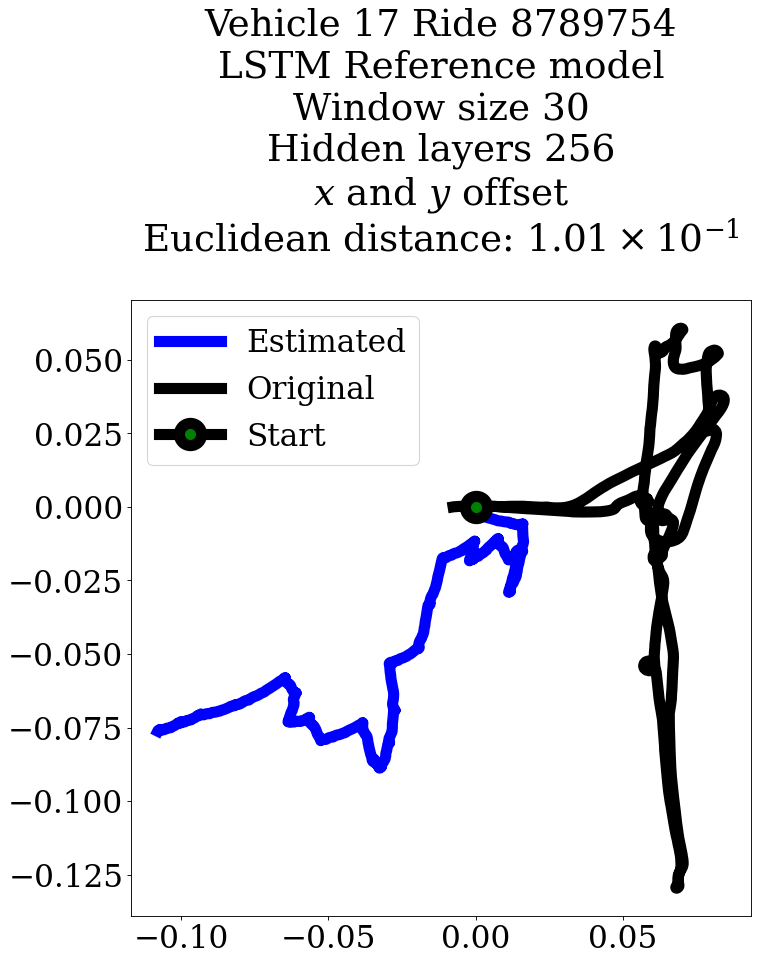 Vehicle 17 Ride 8789754
LSTM Reference model
Window size 30
Hidden layers 256
x and y offset
Euclidean distance: 1.01 × 10⁻¹
Estimated
Original
Start
0.050
0.025
0.000
−0.025
−0.050
−0.075
−0.100
−0.125
−0.10 −0.05 0.00 0.05